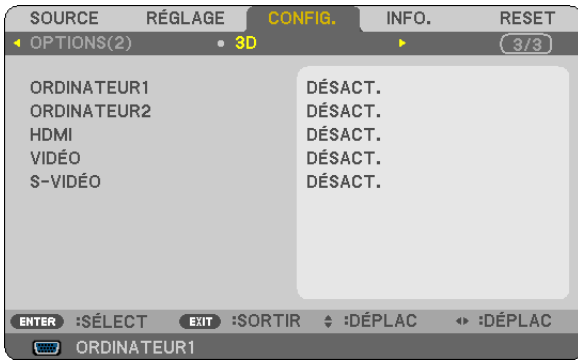 SOURCE RÉGLAGE CONFIG. INFO. RESET
OPTIONS(2) 3D 3/3
ORDINATEUR1 DÉSACT.
ORDINATEUR2 DÉSACT.
HDMI DÉSACT.
VIDÉO DÉSACT.
S-VIDÉO DÉSACT.
ENTER :SÉLECT EXIT :SORTIR :DÉPLAC :DÉPLAC
ORDINATEUR1